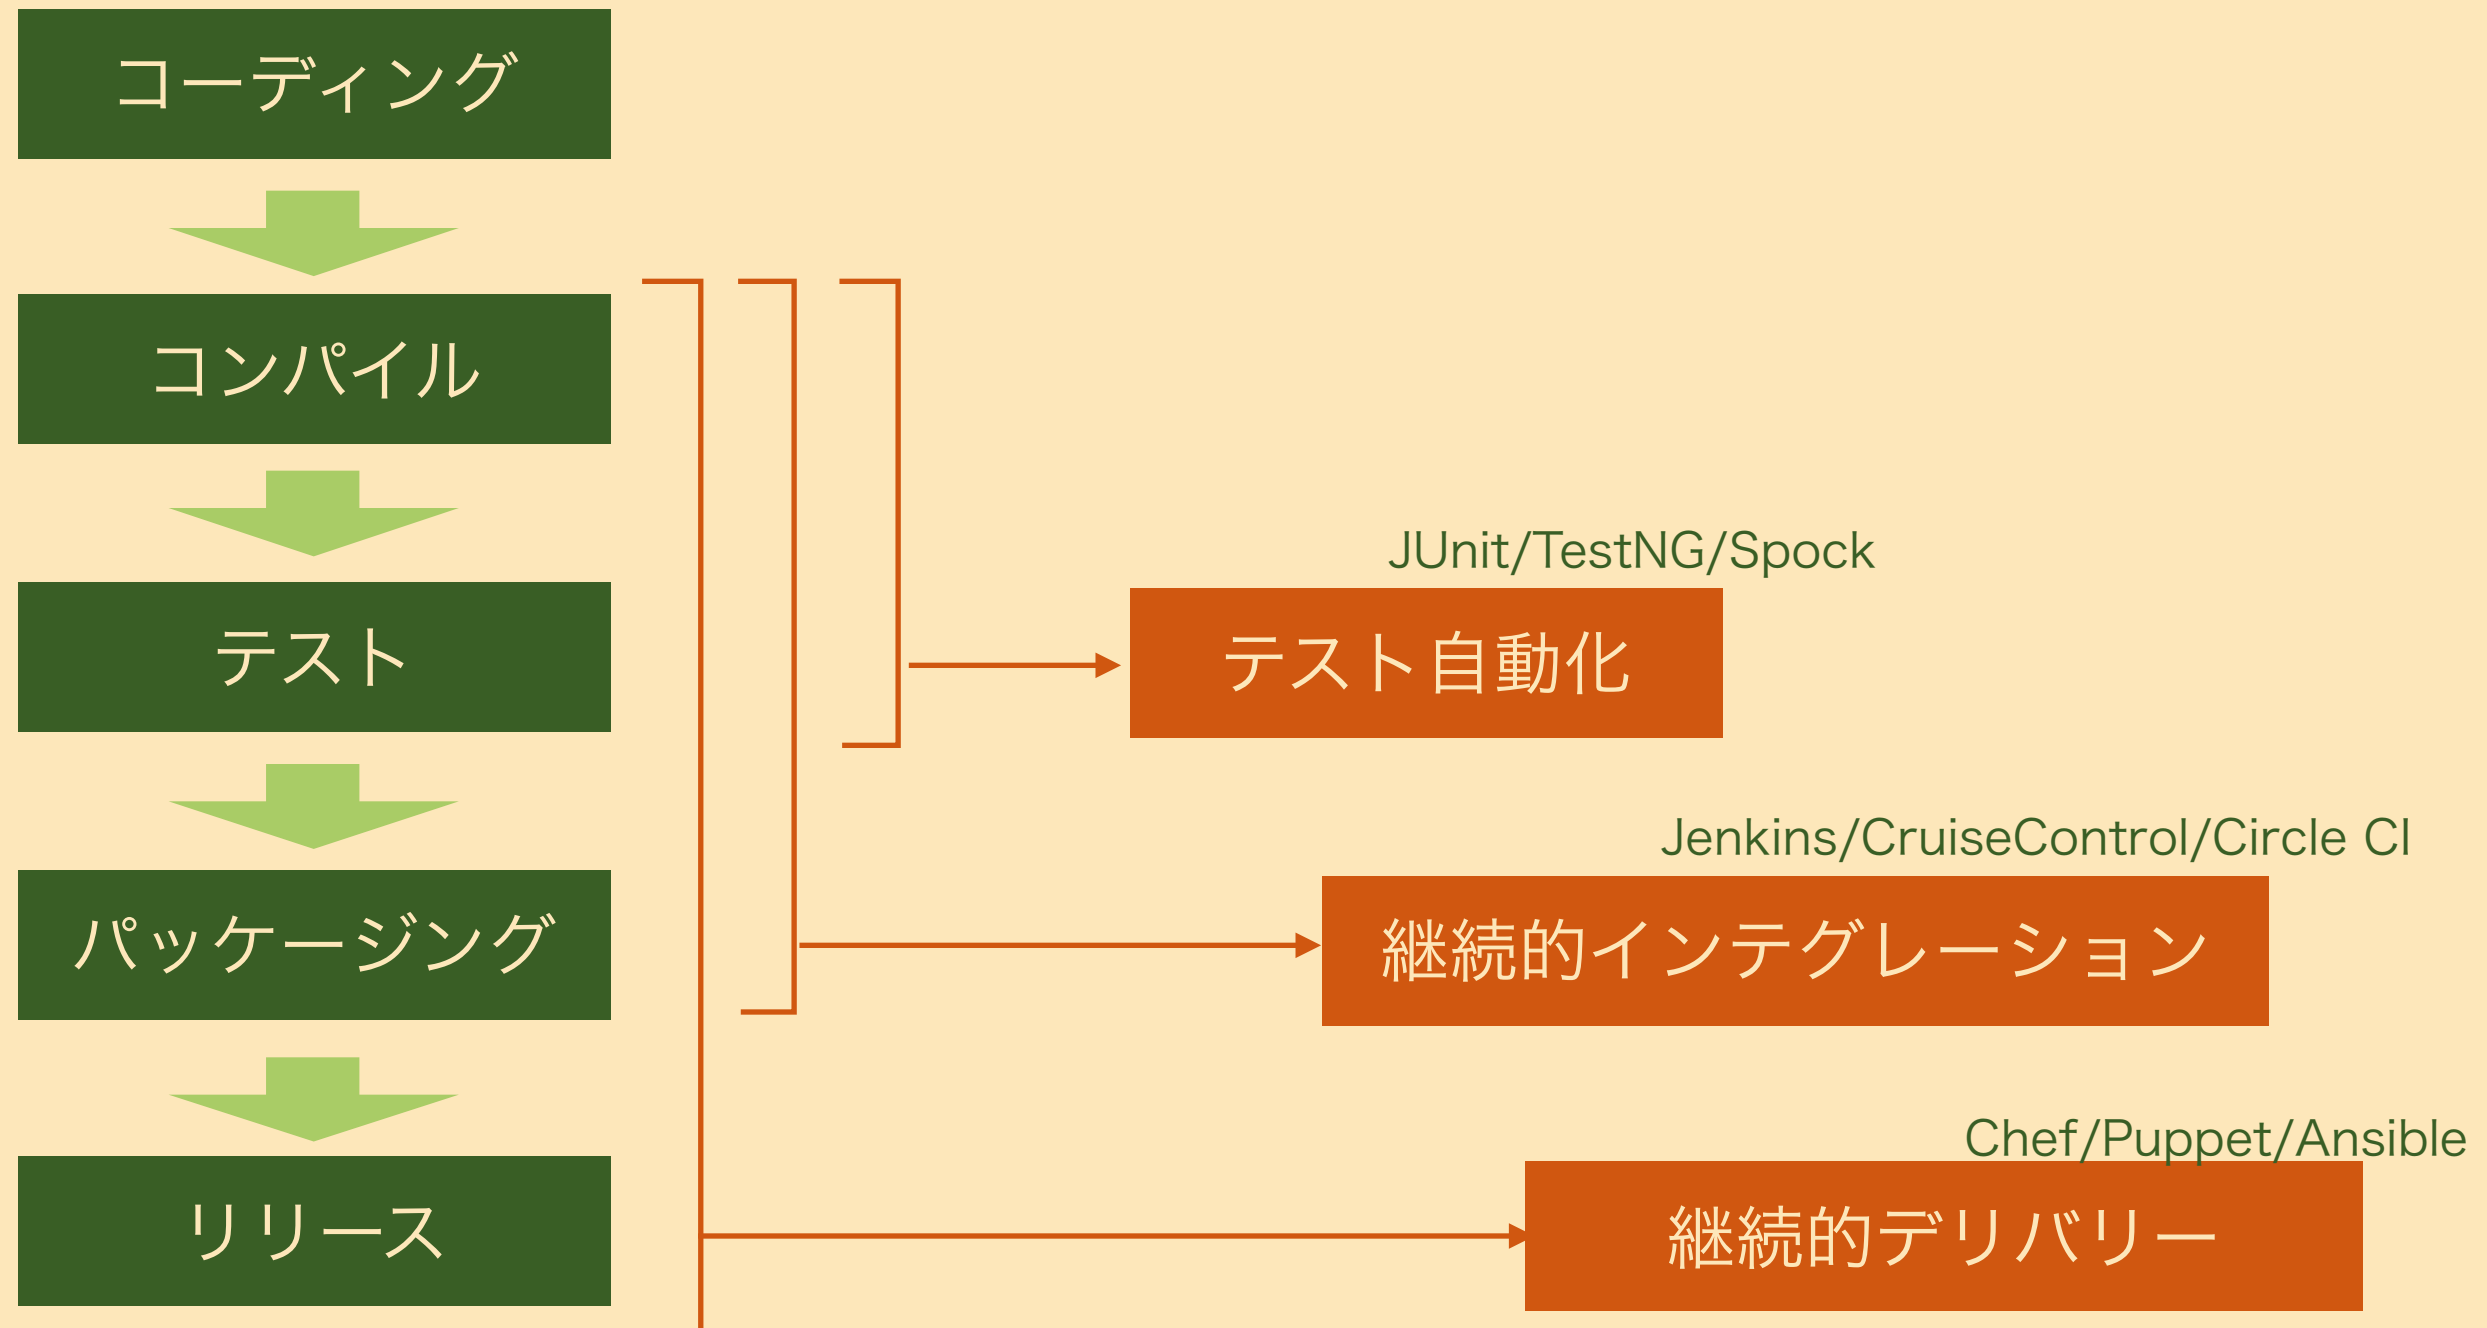 コーディング
コンパイル
テスト
パッケージング
リリース
JUnit/TestNG/Spock
テスト自動化
Jenkins/CruiseControl/Circle CI
継続的インテグレーション
Chef/Puppet/Ansible
継続的デリバリー